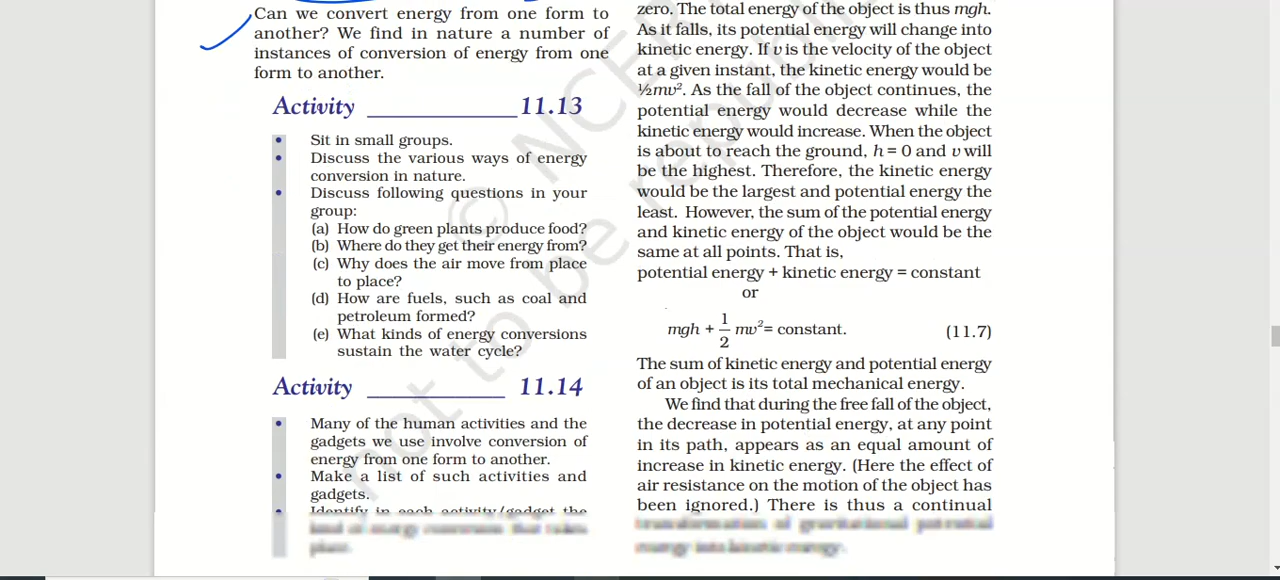 Can we convert energy from one form to
another? We find in nature a number of
instances of conversion of energy from one
form to another.
Activity 11.13
• Sit in small groups.
• Discuss the various ways of energy
conversion in nature.
• Discuss following questions in your
group:
(a) How do green plants produce food?
(b) Where do they get their energy from?
(c) Why does the air move from place
to place?
(d) How are fuels, such as coal and
petroleum formed?
(e) What kinds of energy conversions
sustain the water cycle?
Activity 11.14
• Many of the human activities and the
gadgets we use involve conversion of
energy from one form to another.
• Make a list of such activities and
gadgets.
• Identify in each activity/gadget the
zero. The total energy of the object is thus mgh.
As it falls, its potential energy will change into
kinetic energy. If v is the velocity of the object
at a given instant, the kinetic energy would be
½mv². As the fall of the object continues, the
potential energy would decrease while the
kinetic energy would increase. When the object
is about to reach the ground, h = 0 and v will
be the highest. Therefore, the kinetic energy
would be the largest and potential energy the
least. However, the sum of the potential energy
and kinetic energy of the object would be the
same at all points. That is,
potential energy + kinetic energy = constant
or
mgh + 1/2 mv² = constant. (11.7)
The sum of kinetic energy and potential energy
of an object is its total mechanical energy.
We find that during the free fall of the object,
the decrease in potential energy, at any point
in its path, appears as an equal amount of
increase in kinetic energy. (Here the effect of
air resistance on the motion of the object has
been ignored.) There is thus a continual
© NCER
not to be republi